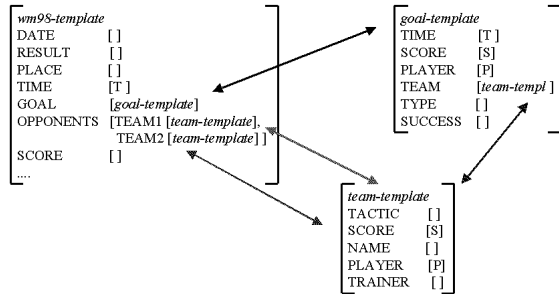 wm98-template
DATE [ ]
RESULT [ ]
PLACE [ ]
TIME [T ]
GOAL [goal-template]
OPPONENTS [TEAM1 [team-template],
TEAM2 [team-template] ]
SCORE [ ]
....
goal-template
TIME [T ]
SCORE [S]
PLAYER [P]
TEAM [team-templ ]
TYPE [ ]
SUCCESS [ ]
team-template
TACTIC [ ]
SCORE [S]
NAME [ ]
PLAYER [P]
TRAINER [ ]